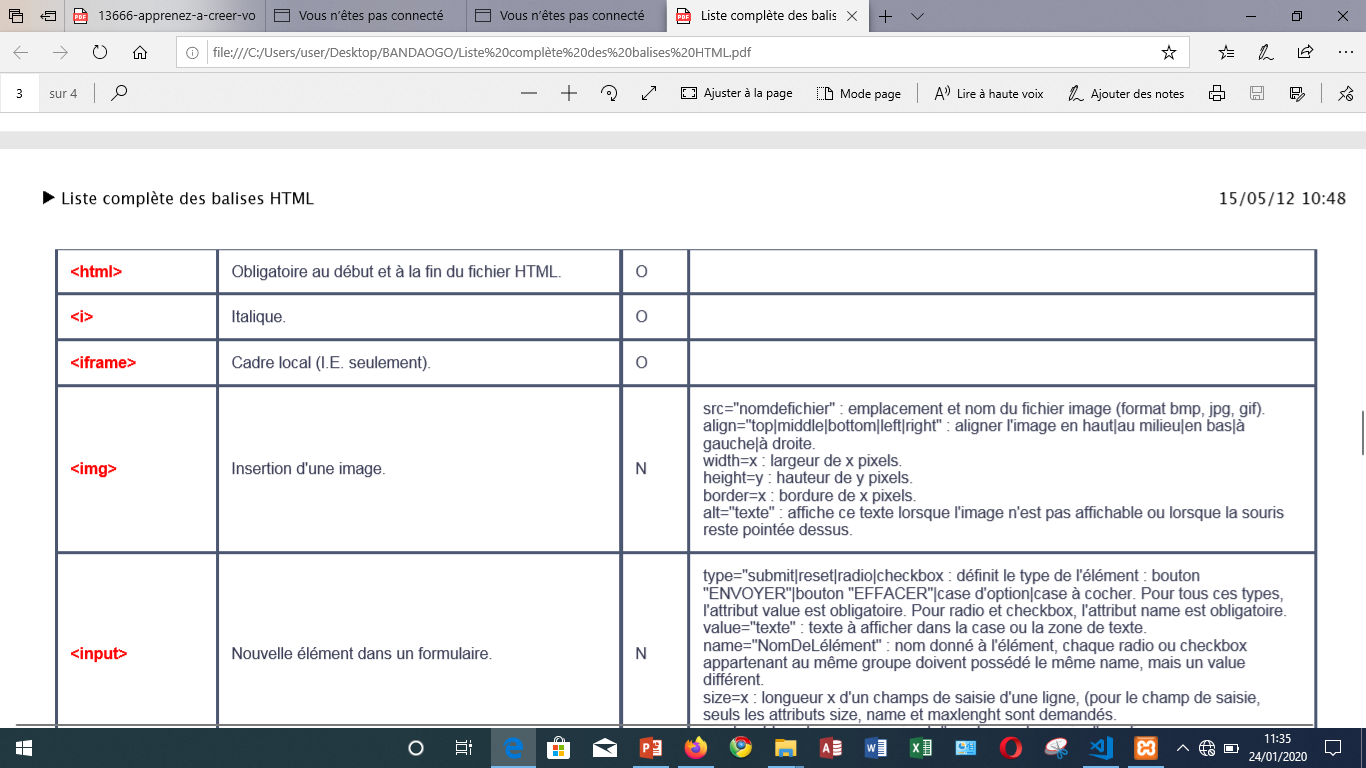 13666-apprenez-a-creer-vo
Vous n'êtes pas connecté
Vous n'êtes pas connecté
Liste complète des balis
file:///C:/Users/user/Desktop/BANDAOGO/Liste%20complète%20des%20balises%20HTML.pdf
3 sur 4
Ajuster à la page
Mode page
Lire à haute voix
Ajouter des notes
Liste complète des balises HTML
15/05/12 10:48
<html>
Obligatoire au début et à la fin du fichier HTML.
O
<i>
Italique.
O
<iframe>
Cadre local (I.E. seulement).
O
<img>
Insertion d'une image.
N
src="nomdefichier" : emplacement et nom du fichier image (format bmp, jpg, gif).
align="top|middle|bottom|left|right" : aligner l'image en haut|au milieu|en bas|à
gauche|à droite.
width=x : largeur de x pixels.
height=y : hauteur de y pixels.
border=x : bordure de x pixels.
alt="texte" : affiche ce texte lorsque l'image n'est pas affichable ou lorsque la souris
reste pointée dessus.
<input>
Nouvelle élément dans un formulaire.
N
type="submit|reset|radio|checkbox : définit le type de l'élément : bouton
"ENVOYER"|bouton "EFFACER"|case d'option|case à cocher. Pour tous ces types,
l'attribut value est obligatoire. Pour radio et checkbox, l'attribut name est obligatoire.
value="texte" : texte à afficher dans la case ou la zone de texte.
name="NomDeLélément" : nom donné à l'élément, chaque radio ou checkbox
appartenant au même groupe doivent possédé le même name, mais un value
différent.
size=x : longueur x d'un champs de saisie d'une ligne, (pour le champ de saisie,
seuls les attributs size, name et maxlenght sont demandés.
11:35
24/01/2020